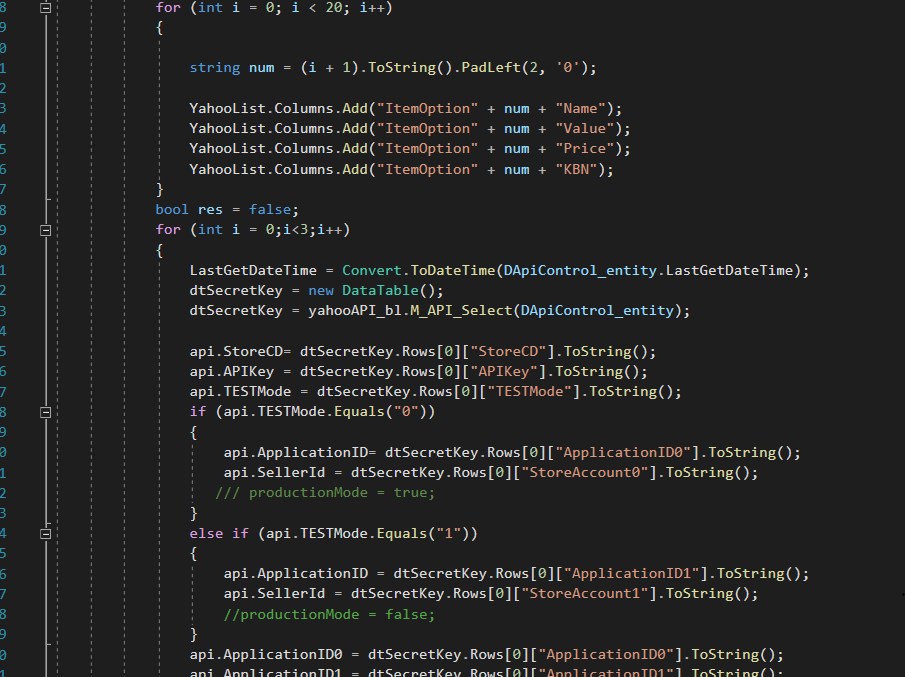 8 for (int i = 0; i < 20; i++)
9 {
0
1 string num = (i + 1).ToString().PadLeft(2, '0');
2
3 YahooList.Columns.Add("ItemOption" + num + "Name");
4 YahooList.Columns.Add("ItemOption" + num + "Value");
5 YahooList.Columns.Add("ItemOption" + num + "Price");
6 YahooList.Columns.Add("ItemOption" + num + "KBN");
7 }
8 bool res = false;
9 for (int i = 0;i<3;i++)
0 {
1 LastGetDateTime = Convert.ToDateTime(DApiControl_entity.LastGetDateTime);
2 dtSecretKey = new DataTable();
3 dtSecretKey = yahooAPI_bl.M_API_Select(DApiControl_entity);
4
5 api.StoreCD= dtSecretKey.Rows[0]["StoreCD"].ToString();
6 api.APIKey = dtSecretKey.Rows[0]["APIKey"].ToString();
7 api.TESTMode = dtSecretKey.Rows[0]["TESTMode"].ToString();
8 if (api.TESTMode.Equals("0"))
9 {
0 api.ApplicationID= dtSecretKey.Rows[0]["ApplicationID0"].ToString();
1 api.SellerId = dtSecretKey.Rows[0]["StoreAccount0"].ToString();
2 /// productionMode = true;
3 }
4 else if (api.TESTMode.Equals("1"))
5 {
6 api.ApplicationID = dtSecretKey.Rows[0]["ApplicationID1"].ToString();
7 api.SellerId = dtSecretKey.Rows[0]["StoreAccount1"].ToString();
8 //productionMode = false;
9 }
0 api.ApplicationID0 = dtSecretKey.Rows[0]["ApplicationID0"].ToString();
1 api.ApplicationID1 = dtSecretKey.Rows[0]["ApplicationID1"].ToString();